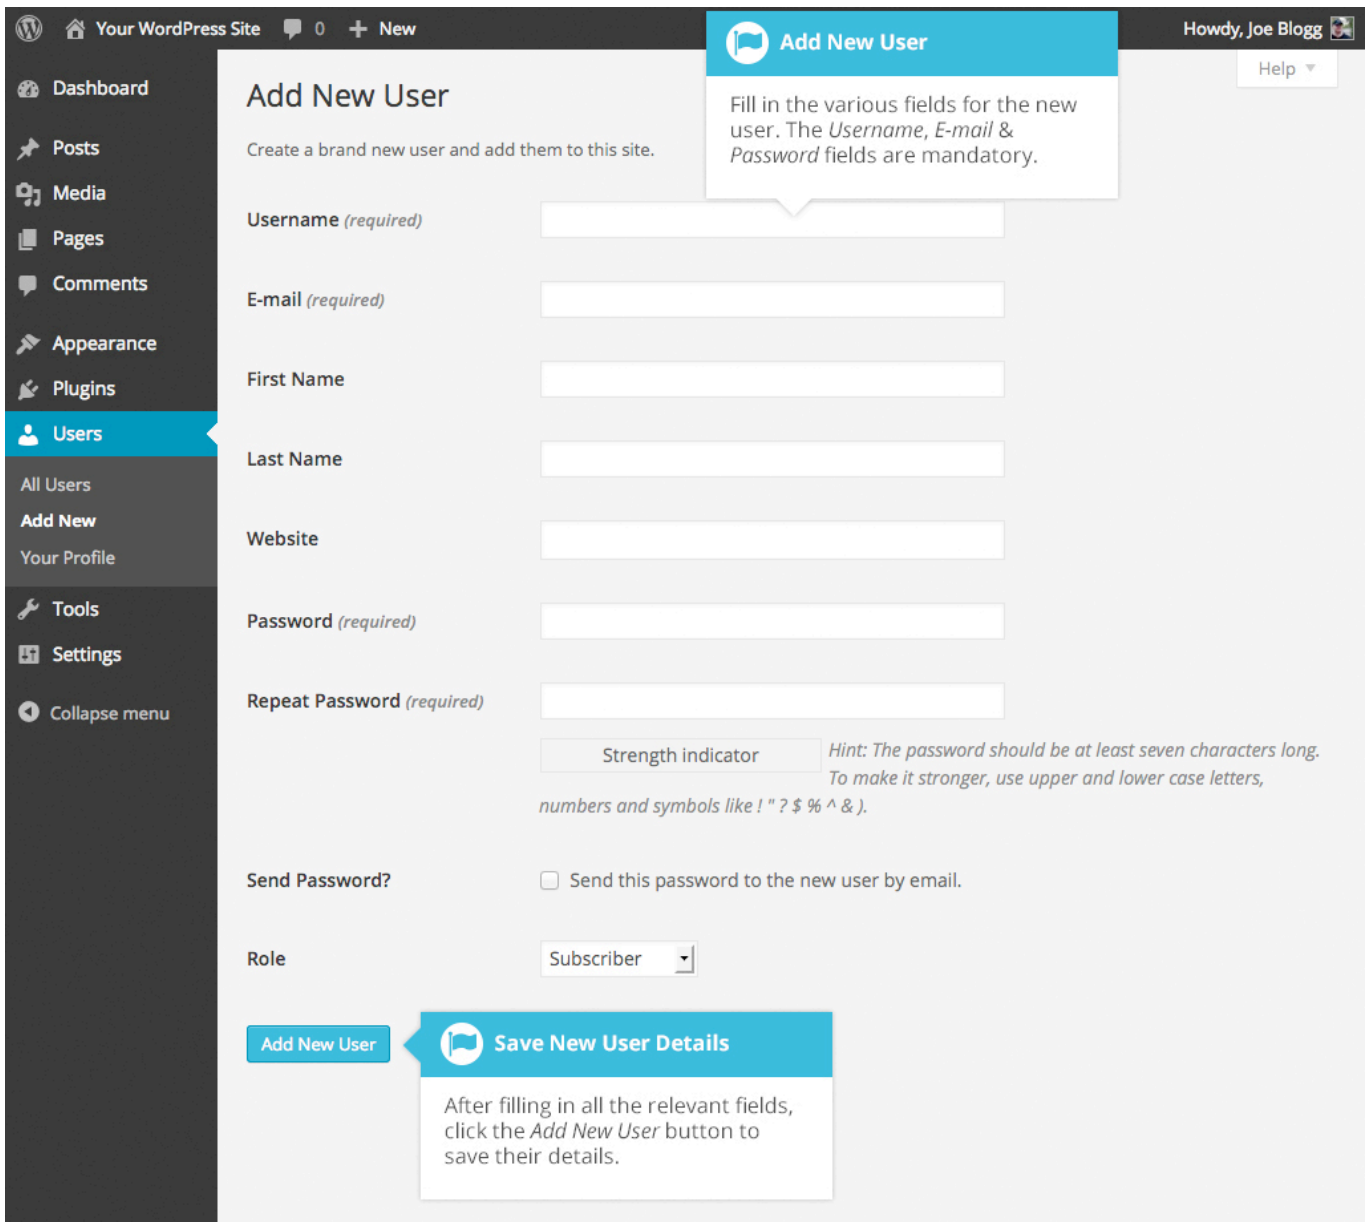 Your WordPress Site 0 + New
Howdy, Joe Blogg
Help
Dashboard
Posts
Media
Pages
Comments
Appearance
Plugins
Users
All Users
Add New
Your Profile
Tools
Settings
Collapse menu
Add New User
Create a brand new user and add them to this site.
Add New User
Fill in the various fields for the new
user. The Username, E-mail &
Password fields are mandatory.
Username (required)
E-mail (required)
First Name
Last Name
Website
Password (required)
Repeat Password (required)
Strength indicator
Hint: The password should be at least seven characters long.
To make it stronger, use upper and lower case letters,
numbers and symbols like ! " ? $ % ^ & ).
Send Password?
Send this password to the new user by email.
Role
Subscriber
Add New User
Save New User Details
After filling in all the relevant fields,
click the Add New User button to
save their details.